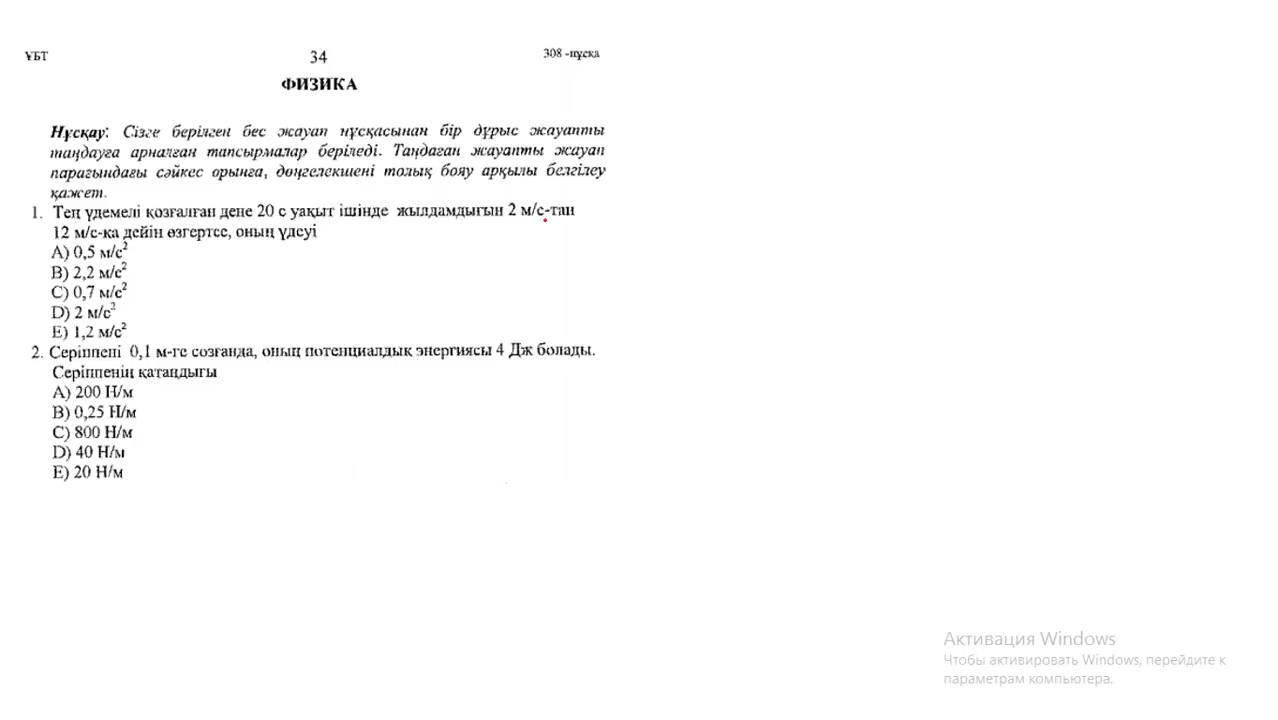 ҰБТ 34 308 -нұсқа
ФИЗИКА
Нұсқау: Сізге берілген бес жауап нұсқасынан бір дұрыс жауапты
таңдауға арналған тапсырмалар беріледі. Таңдаған жауапты жауап
парағындағы сәйкес орынға, дөңгелекшені толық бояу арқылы белгілеу
қажет.
1. Тең үдемелі қозғалған дене 20 с уақыт ішінде жылдамдығын 2 м/с-тан
12 м/с-қа дейін өзгертсе, оның үдеуі
A) 0,5 м/с²
B) 2,2 м/с²
C) 0,7 м/с²
D) 2 м/с²
E) 1,2 м/с²
2. Серіппені 0,1 м-ге созғанда, оның потенциалдық энергиясы 4 Дж болады.
Серіппенің қатаңдығы
A) 200 Н/м
B) 0,25 Н/м
C) 800 Н/м
D) 40 Н/м
E) 20 Н/м
Активация Windows
Чтобы активировать Windows, перейдите к
параметрам компьютера.